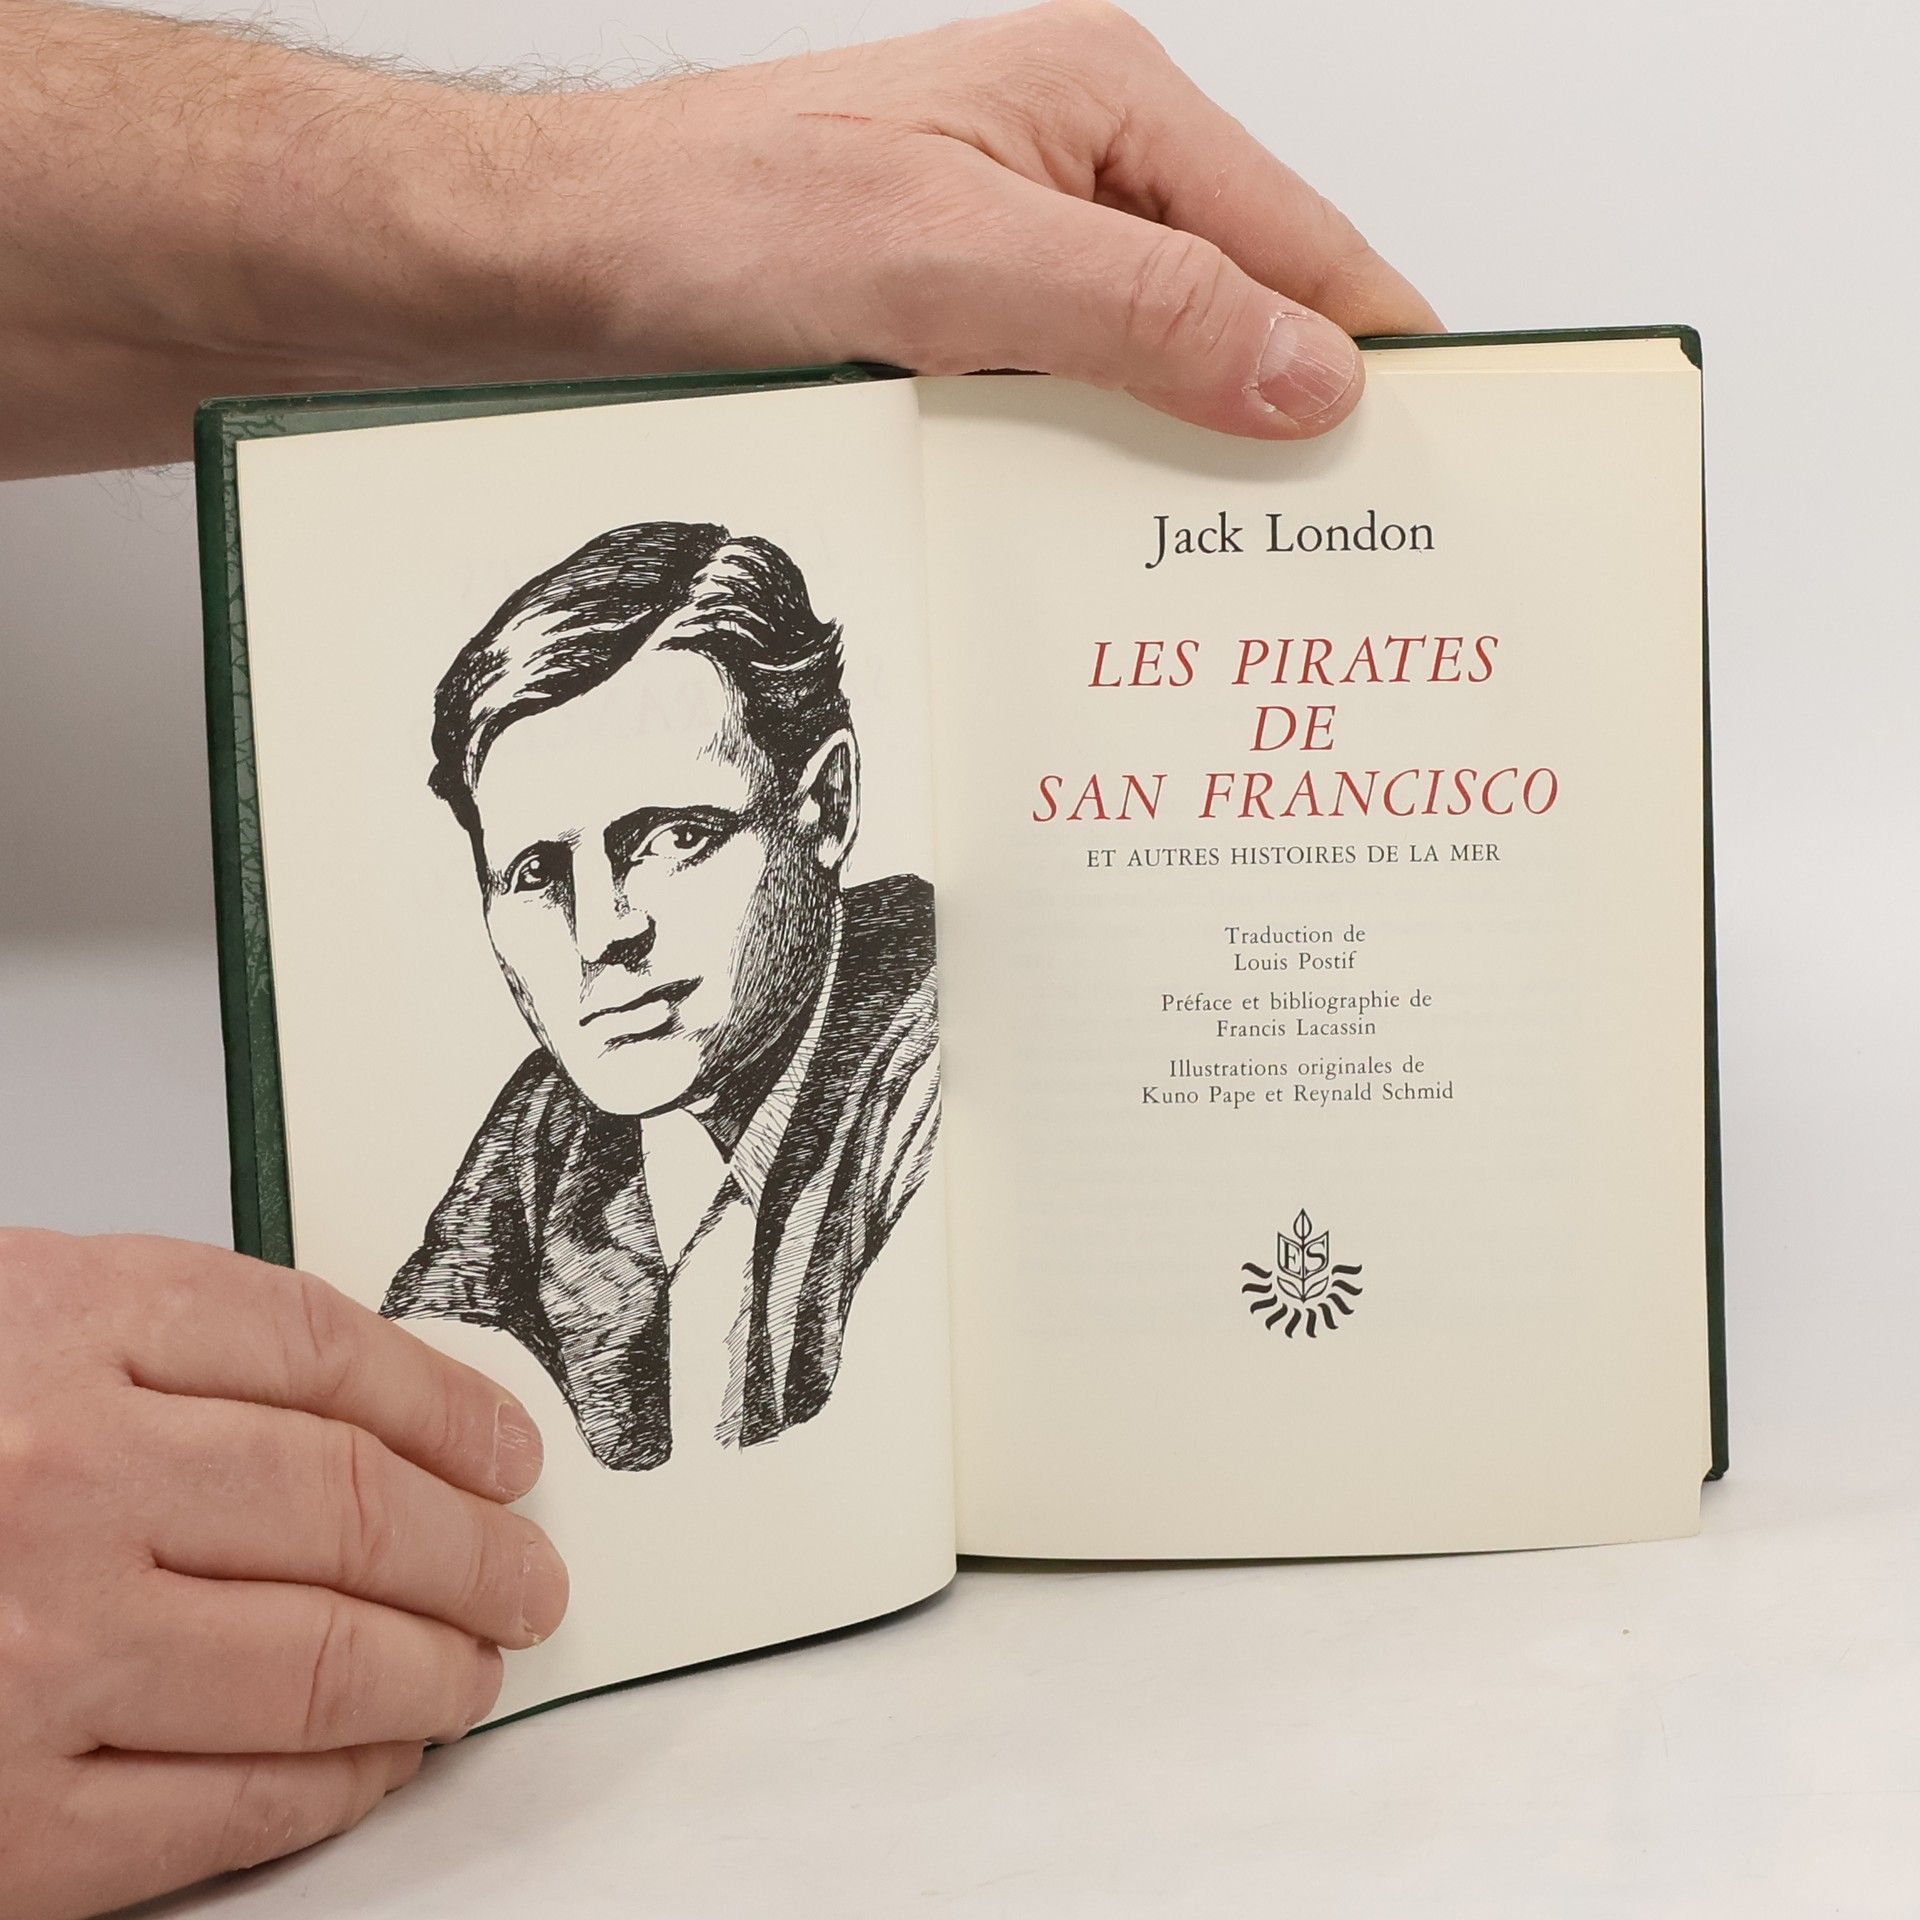 Jack London
LES PIRATES
DE
SAN FRANCISCO
ET AUTRES HISTOIRES DE LA MER
Traduction de
Louis Postif
Préface et bibliographie de
Francis Lacassin
Illustrations originales de
Kuno Pape et Reynald Schmid
ES